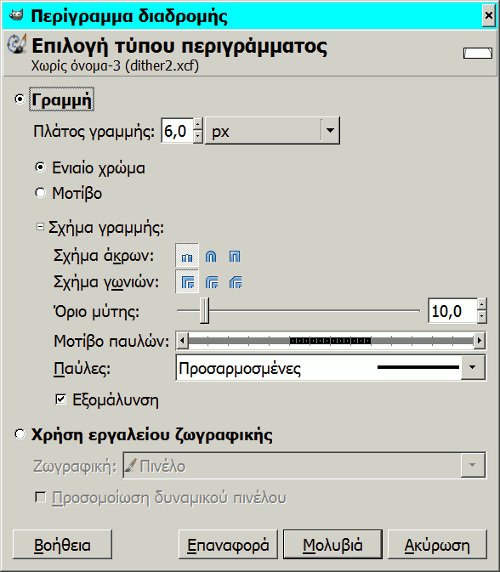 Περίγραμμα διαδρομής
Επιλογή τύπου περιγράμματος
Χωρίς όνομα-3 (dither2.xcf)
Γραμμή
Πλάτος γραμμής: 6,0 px
Ενιαίο χρώμα
Μοτίβο
Σχήμα γραμμής:
Σχήμα άκρων:
Σχήμα γωνιών:
Όριο μύτης: 10,0
Μοτίβο παυλών:
Παύλες: Προσαρμοσμένες
Εξομάλυνση
Χρήση εργαλείου ζωγραφικής
Ζωγραφική: Πινέλο
Προσομοίωση δυναμικού πινέλου
Βοήθεια Επαναφορά Μολυβιά Ακύρωση